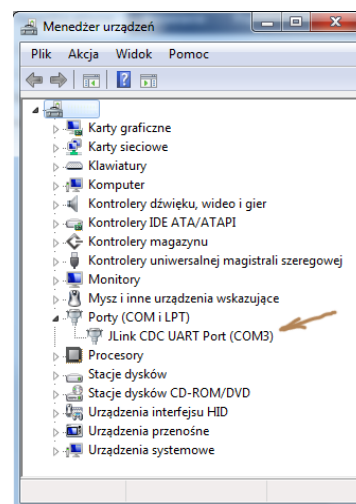 Menedżer urządzeń
Plik Akcja Widok Pomoc
Karty graficzne
Karty sieciowe
Klawiatury
Komputer
Kontrolery dźwięku, wideo i gier
Kontrolery IDE ATA/ATAPI
Kontrolery magazynu
Kontrolery uniwersalnej magistrali szeregowej
Monitory
Mysz i inne urządzenia wskazujące
Porty (COM i LPT)
JLink CDC UART Port (COM3)
Procesory
Stacje dysków
Stacje dysków CD-ROM/DVD
Urządzenia interfejsu HID
Urządzenia przenośne
Urządzenia systemowe